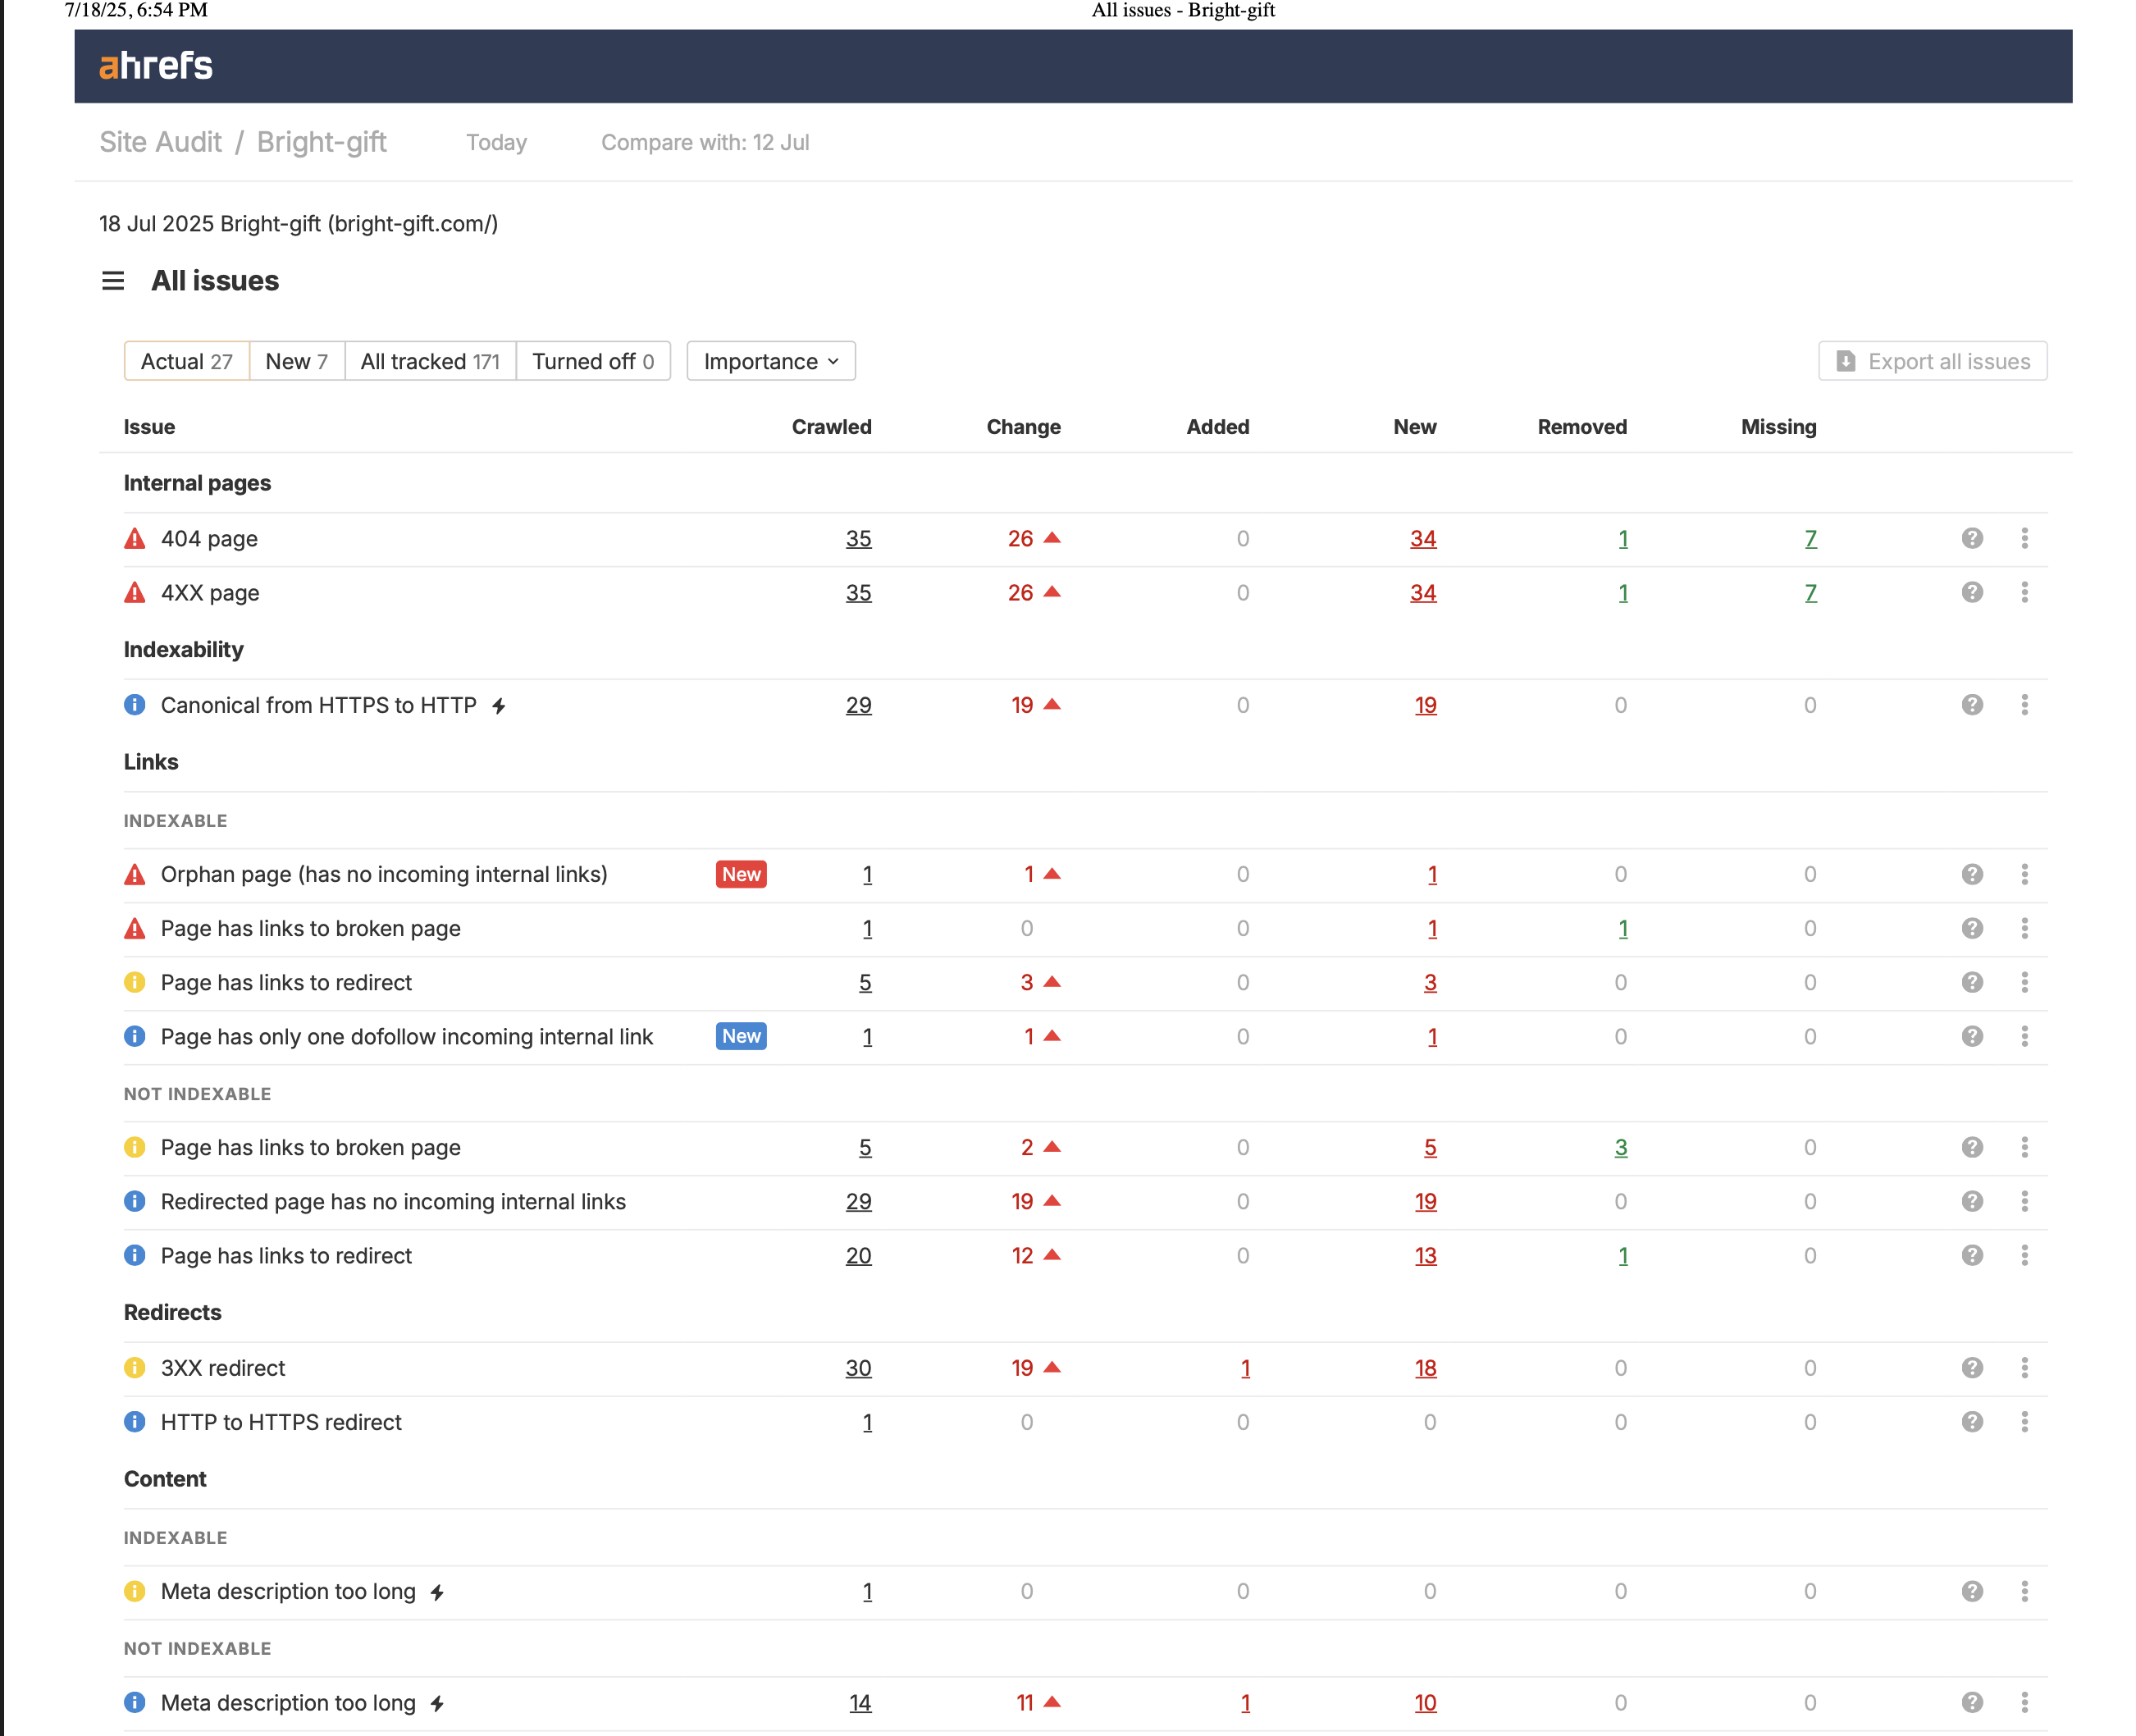 7/18/25, 6:54 PM All issues - Bright-gift
ahrefs
Site Audit / Bright-gift Today Compare with: 12 Jul
18 Jul 2025 Bright-gift (bright-gift.com/)
All issues
Actual 27 New 7 All tracked 171 Turned off 0 Importance Export all issues
Issue Crawled Change Added New Removed Missing
Internal pages
404 page 35 26 0 34 1 7
4XX page 35 26 0 34 1 7
Indexability
Canonical from HTTPS to HTTP 29 19 0 19 0 0
Links
INDEXABLE
Orphan page (has no incoming internal links) New 1 1 0 1 0 0
Page has links to broken page 1 0 0 1 1 0
Page has links to redirect 5 3 0 3 0 0
Page has only one dofollow incoming internal link New 1 1 0 1 0 0
NOT INDEXABLE
Page has links to broken page 5 2 0 5 3 0
Redirected page has no incoming internal links 29 19 0 19 0 0
Page has links to redirect 20 12 0 13 1 0
Redirects
3XX redirect 30 19 1 18 0 0
HTTP to HTTPS redirect 1 0 0 0 0 0
Content
INDEXABLE
Meta description too long 1 0 0 0 0 0
NOT INDEXABLE
Meta description too long 14 11 1 10 0 0